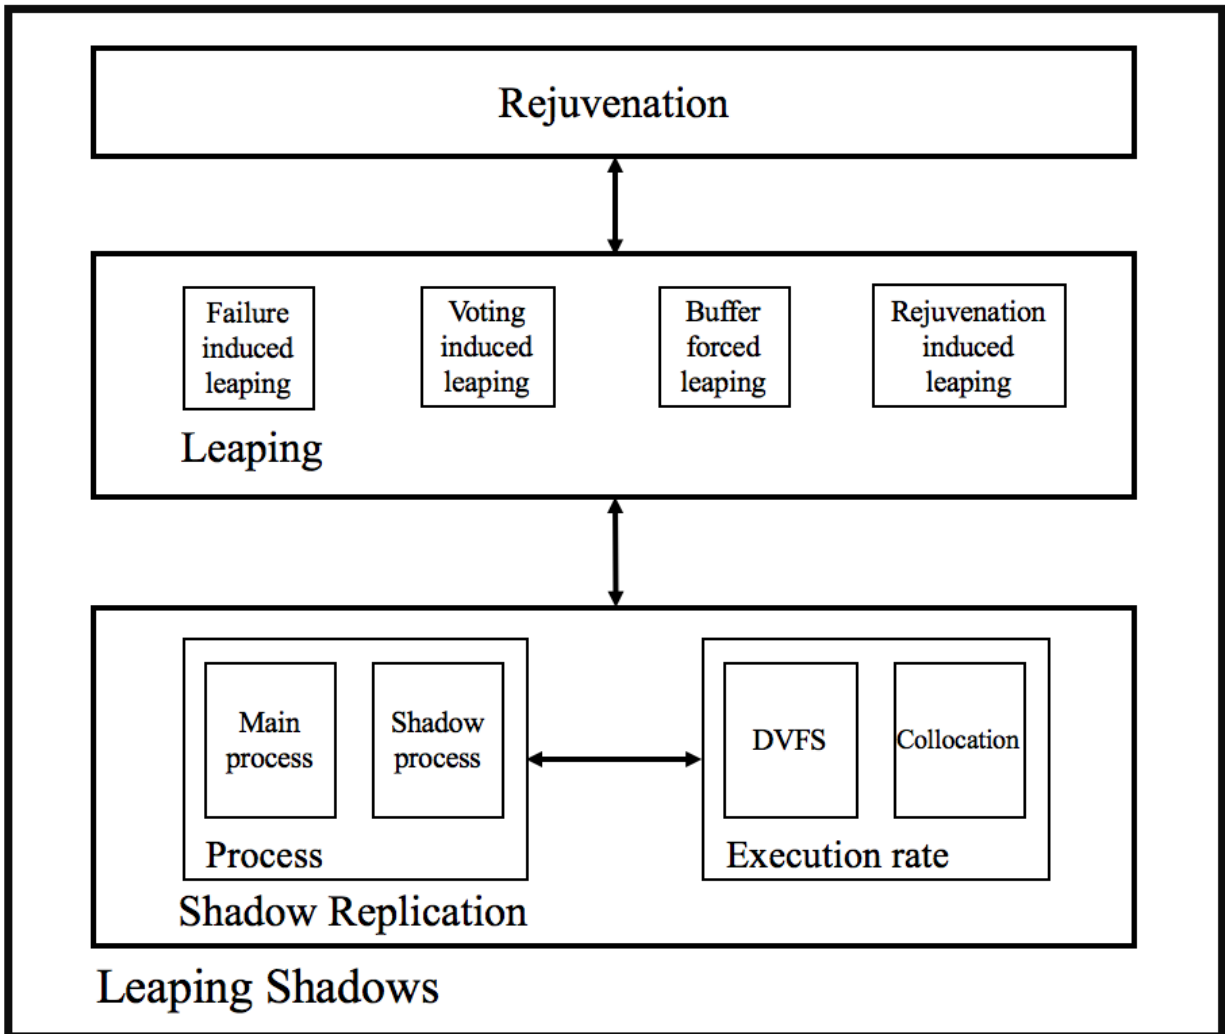 Rejuvenation
Failure
induced
leaping
Voting
induced
leaping
Buffer
forced
leaping
Rejuvenation
induced
leaping
Leaping
Main
process
Shadow
process
DVFS
Collocation
Process
Execution rate
Shadow Replication
Leaping Shadows